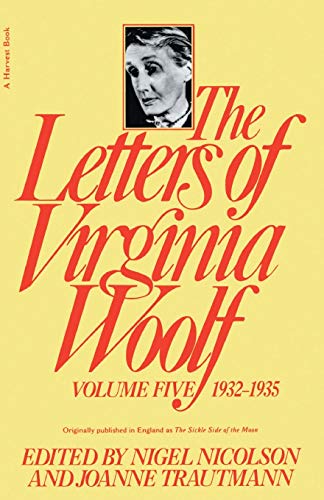 A Harvest Book
The
Letters of
Virginia
Woolf
VOLUME FIVE 1932-1935
Originally published in England as The Sickle Side of the Moon
EDITED BY NIGEL NICOLSON
AND JOANNE TRAUTMANN